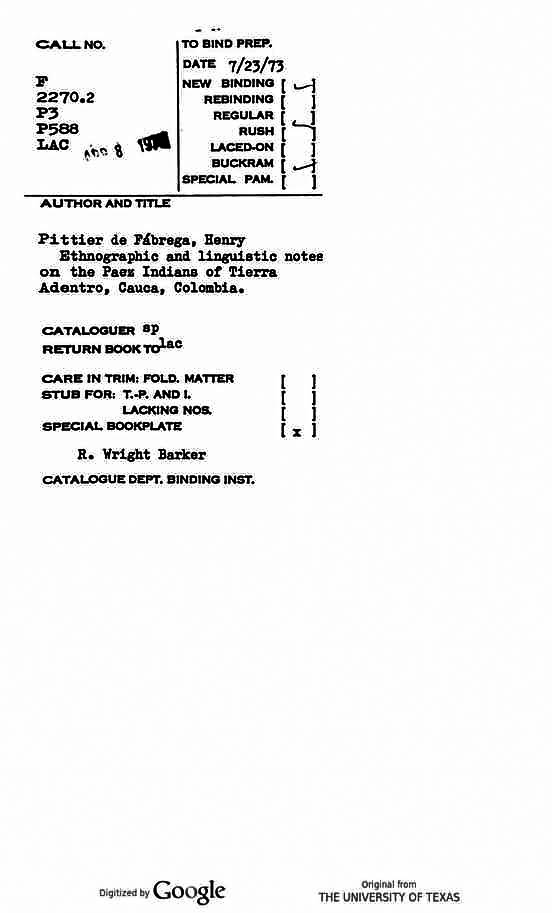 CALL NO.
F
2270.2
P3
P588
LAC
8
TO BIND PREP.
DATE 7/23/73
NEW BINDING [ ✓ ]
REBINDING [ ]
REGULAR [ ✓ ]
RUSH [ ]
LACED-ON [ ]
BUCKRAM [ ✓ ]
SPECIAL PAM. [ ]
AUTHOR AND TITLE
Pittier de Fábrega, Henry
Ethnographic and linguistic notes
on the Paez Indians of Tierra
Adentro, Cauca, Colombia.
CATALOGUER sp
RETURN BOOK TO lac
CARE IN TRIM: FOLD. MATTER [ ]
STUB FOR: T.-P. AND I. [ ]
LACKING NOS. [ ]
SPECIAL BOOKPLATE [ x ]
R. Wright Barker
CATALOGUE DEPT. BINDING INST.
Digitized by Google
Original from
THE UNIVERSITY OF TEXAS